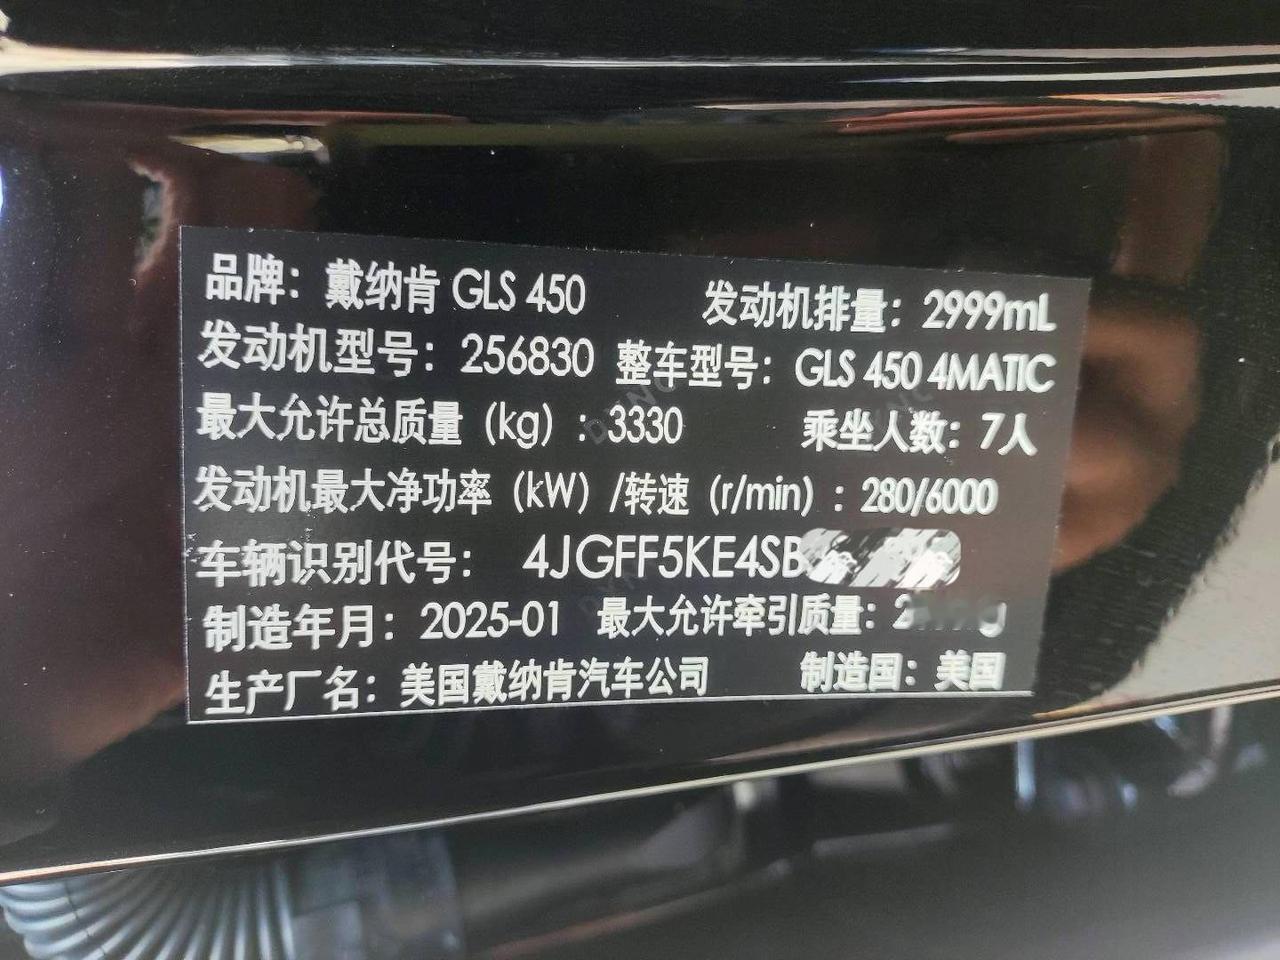 品牌：戴纳肯 GLS 450 发动机排量：2999mL
发动机型号：256830 整车型号：GLS 450 4MATIC
最大允许总质量（kg）：3330 乘坐人数：7人
发动机最大净功率（kW）/转速（r/min）：280/6000
车辆识别代号：4JGFF5KE4SB
制造年月：2025-01 最大允许牵引质量：2
生产厂名：美国戴纳肯汽车公司 制造国：美国